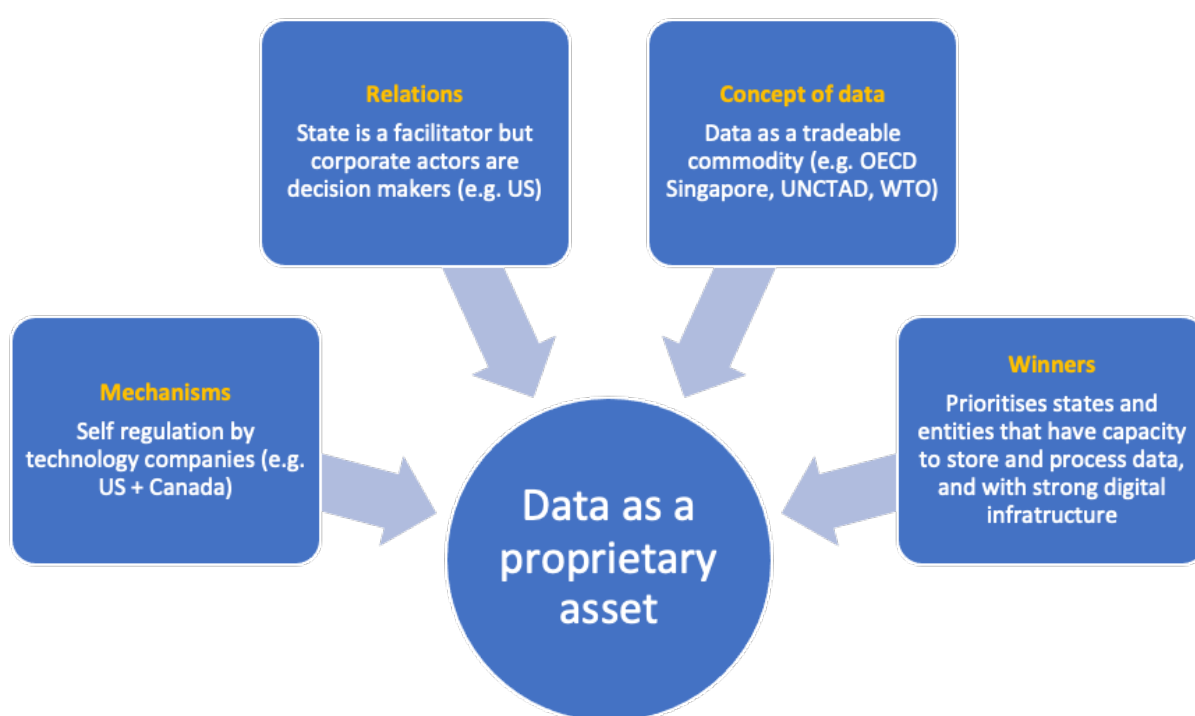 Relations
State is a facilitator but
corporate actors are
decision makers (e.g. US)
Concept of data
Data as a tradeable
commodity (e.g. OECD
Singapore, UNCTAD, WTO)
Mechanisms
Self regulation by
technology companies (e.g.
US + Canada)
Winners
Prioritises states and
entities that have capacity
to store and process data,
and with strong digital
infratructure
Data as a
proprietary
asset